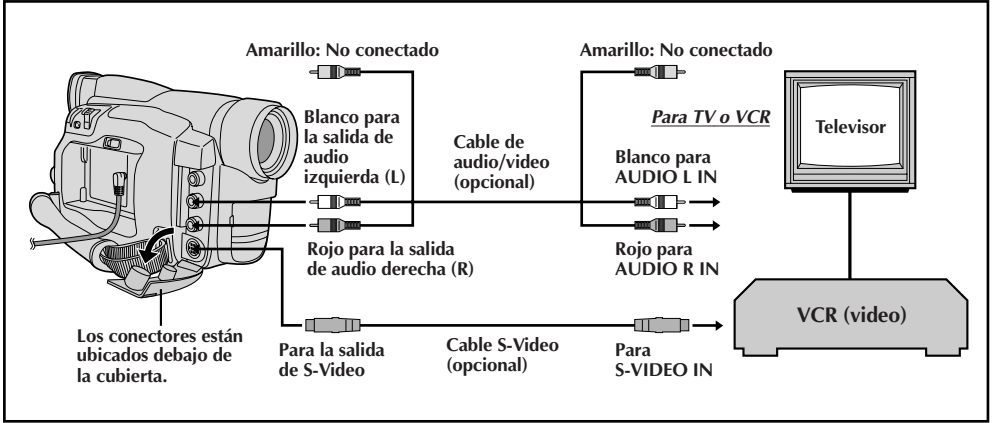 Amarillo: No conectado
Blanco para
la salida de
audio
izquierda (L)
Rojo para la salida
de audio derecha (R)
Los conectores están
ubicados debajo de
la cubierta.
Para la salida
de S-Video
Cable de
audio/video
(opcional)
Cable S-Video
(opcional)
Amarillo: No conectado
Para TV o VCR
Blanco para
AUDIO L IN
Rojo para
AUDIO R IN
Para
S-VIDEO IN
Televisor
VCR (video)